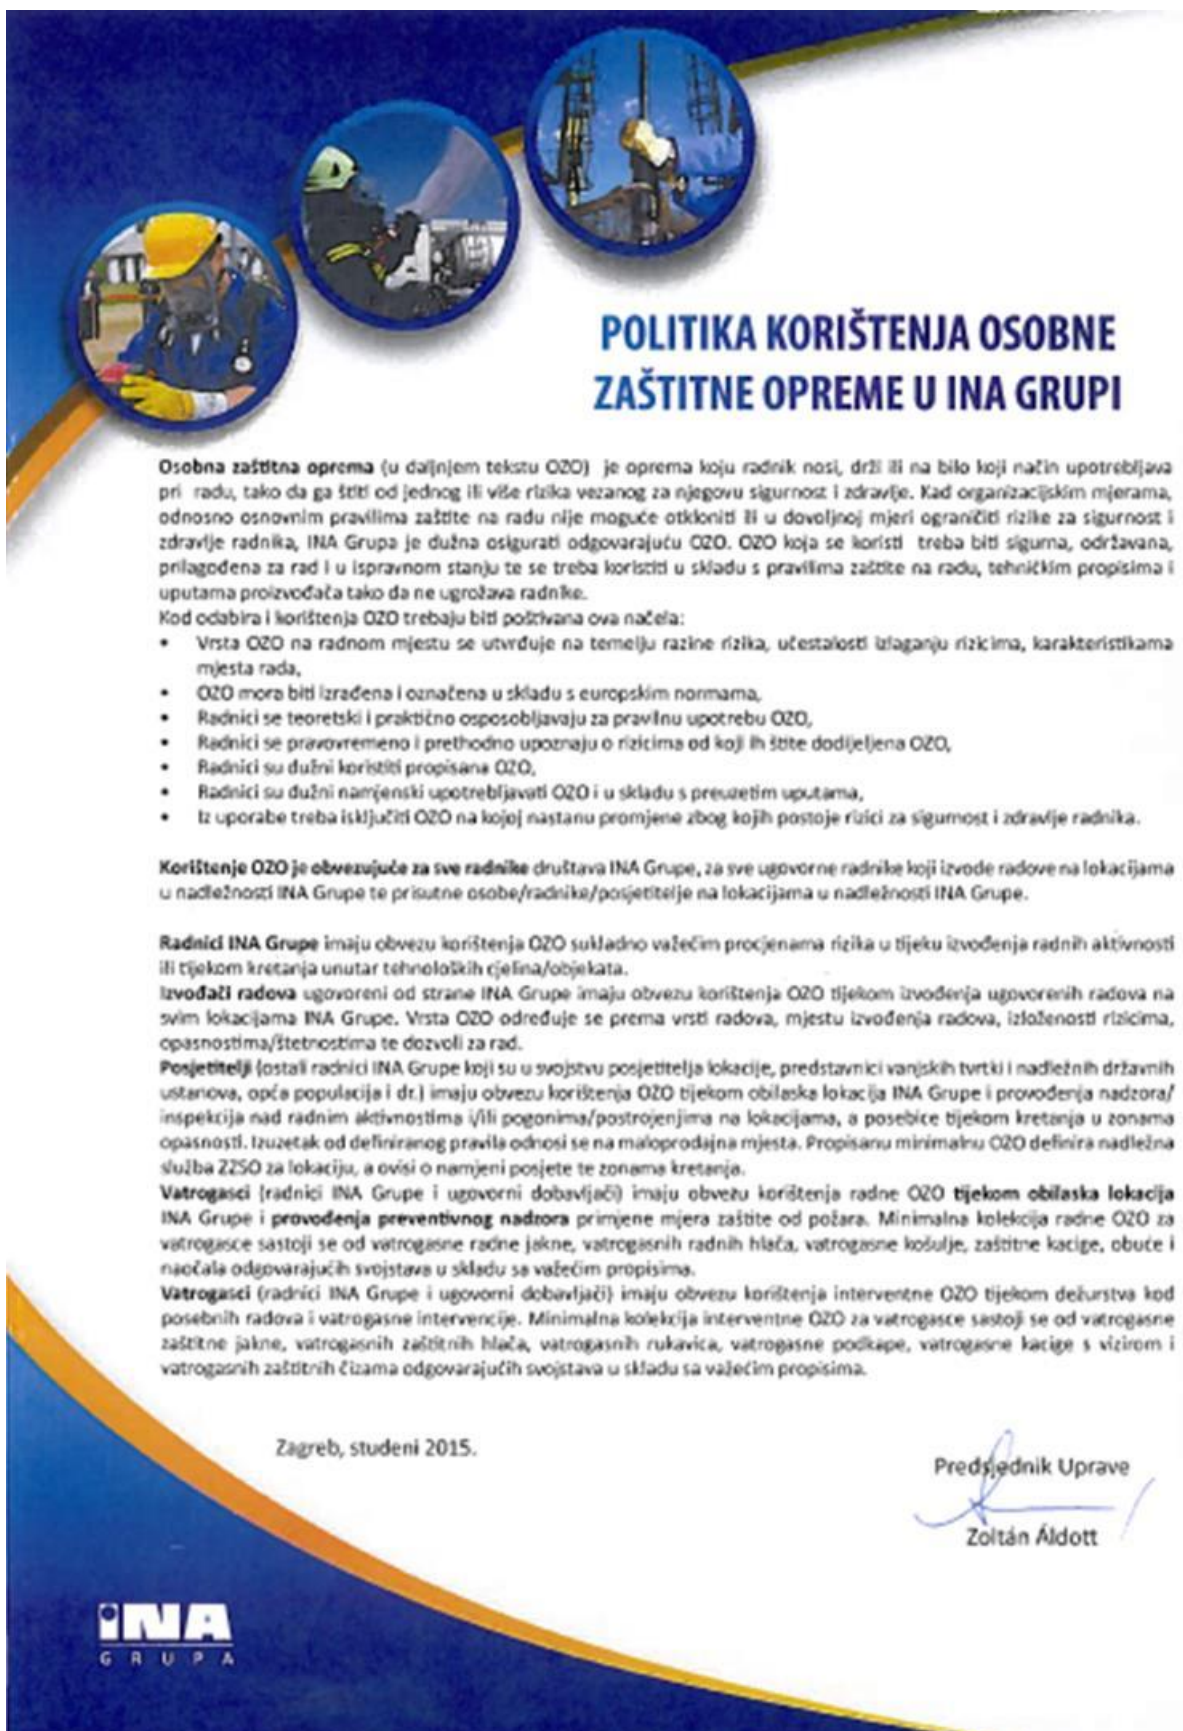 POLITIKA KORIŠTENJA OSOBNE
ZAŠTITNE OPREME U INA GRUPI
Osobna zaštitna oprema (u daljnjem tekstu OZO) je oprema koju radnik nosi, drži ili na bilo koji način upotrebljava
pri radu, tako da ga štiti od jednog ili više rizika vezanog za njegovu sigurnost i zdravlje. Kad organizacijskim mjerama,
odnosno osnovnim pravilima zaštite na radu nije moguće otkloniti ili u dovoljnoj mjeri ograničiti rizike za sigurnost i
zdravlje radnika, INA Grupa je dužna osigurati odgovarajuću OZO. OZO koja se koristi treba biti sigurna, održavana,
prilagođena za rad i u ispravnom stanju te se treba koristiti u skladu s pravilima zaštite na radu, tehničkim propisima i
uputama proizvođača tako da ne ugrožava radnike.
Kod odabira i korištenja OZO trebaju biti poštivana ova načela:
• Vrsta OZO na radnom mjestu se utvrđuje na temelju razine rizika, učestalosti izlaganju rizicima, karakteristikama
mjesta rada,
• OZO mora biti izrađena i označena u skladu s europskim normama,
• Radnici se teoretski i praktično osposobljavaju za pravilnu upotrebu OZO,
• Radnici se pravovremeno i prethodno upoznaju o rizicima od koji ih štite dodijeljena OZO,
• Radnici su dužni koristiti propisana OZO,
• Radnici su dužni namjenski upotrebljavati OZO i u skladu s preuzetim uputama,
• Iz uporabe treba isključiti OZO na kojoj nastanu promjene zbog kojih postoje rizici za sigurnost i zdravlje radnika.
Korištenje OZO je obvezujuće za sve radnike društava INA Grupe, za sve ugovorne radnike koji izvode radove na lokacijama
u nadležnosti INA Grupe te prisutne osobe/radnike/posjetitelje na lokacijama u nadležnosti INA Grupe.
Radnici INA Grupe imaju obvezu korištenja OZO sukladno važećim procjenama rizika u tijeku izvođenja radnih aktivnosti
ili tijekom kretanja unutar tehnoloških cjelina/objekata.
Izvođači radova ugovoreni od strane INA Grupe imaju obvezu korištenja OZO tijekom izvođenja ugovorenih radova na
svim lokacijama INA Grupe. Vrsta OZO određuje se prema vrsti radova, mjestu izvođenja radova, izloženosti rizicima,
opasnostima/štetnostima te dozvoli za rad.
Posjetitelji (ostali radnici INA Grupe koji su u svojstvu posjetitelja lokacije, predstavnici vanjskih tvrtki i nadležnih državnih
ustanova, opća populacija i dr.) imaju obvezu korištenja OZO tijekom obilaska lokacija INA Grupe i provođenja nadzora/
inspekcija nad radnim aktivnostima i/ili pogonima/postrojenjima na lokacijama, a posebice tijekom kretanja u zonama
opasnosti. Izuzetak od definiranog pravila odnosi se na maloprodajna mjesta. Propisanu minimalnu OZO definira nadležna
služba ZZSO za lokaciju, a ovisi o namjeni posjete te zonama kretanja.
Vatrogasci (radnici INA Grupe i ugovorni dobavljači) imaju obvezu korištenja radne OZO tijekom obilaska lokacija
INA Grupe i provođenja preventivnog nadzora primjene mjera zaštite od požara. Minimalna kolekcija radne OZO za
vatrogasce sastoji se od vatrogasne radne jakne, vatrogasnih radnih hlača, vatrogasne košulje, zaštitne kacige, obuće i
naočala odgovarajućih svojstava u skladu sa važećim propisima.
Vatrogasci (radnici INA Grupe i ugovorni dobavljači) imaju obvezu korištenja interventne OZO tijekom dežurstva kod
posebnih radova i vatrogasne intervencije. Minimalna kolekcija interventne OZO za vatrogasce sastoji se od vatrogasne
zaštitne jakne, vatrogasnih zaštitnih hlača, vatrogasnih rukavica, vatrogasne podkape, vatrogasne kacige s vizirom i
vatrogasnih zaštitnih čizama odgovarajućih svojstava u skladu sa važećim propisima.
Zagreb, studeni 2015.
Predsjednik Uprave
Zoltán Áldott
INA
GRUPA